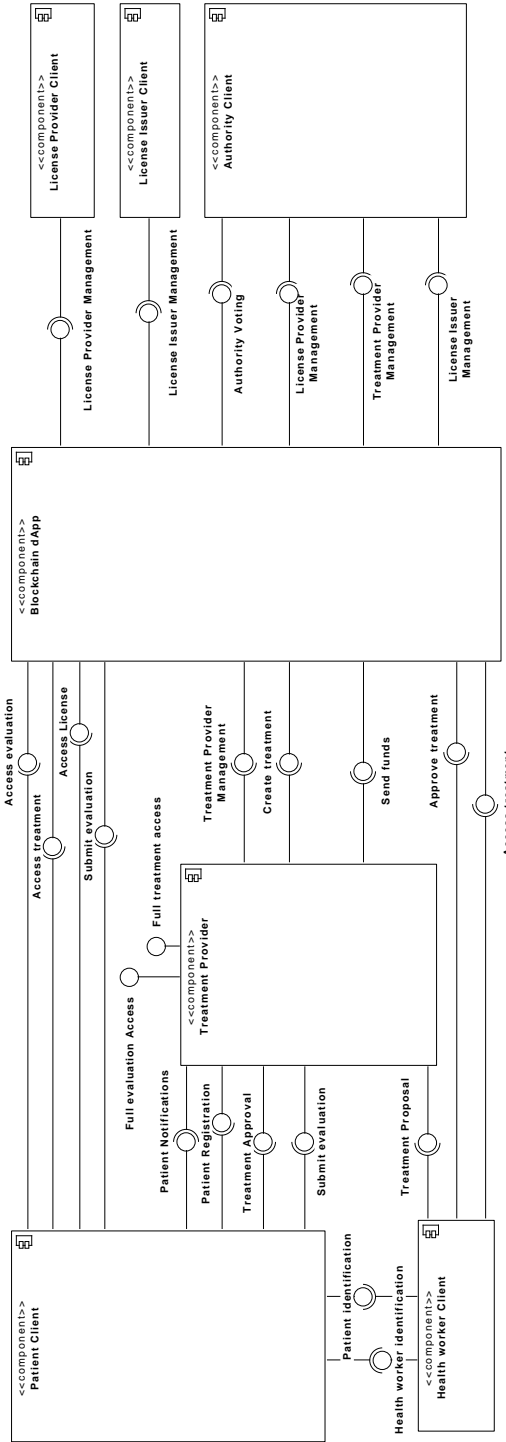 <<component>>
License Provider Client
<<component>>
License Issuer Client
<<component>>
Authority Client
License Provider Management
License Issuer Management
Authority Voting
License Provider
Management
Treatment Provider
Management
License Issuer
Management
<<component>>
Blockchain dApp
Access evaluation
Access treatment
Access License
Submit evaluation
Treatment Provider
Management
Create treatment
Send funds
Approve treatment
Full treatment access
Full evaluation Access
<<component>>
Treatment Provider
Patient Notifications
Patient Registration
Treatment Approval
Submit evaluation
Treatment Proposal
<<component>>
Patient Client
Patient identification
Health worker identification
<<component>>
Health worker Client